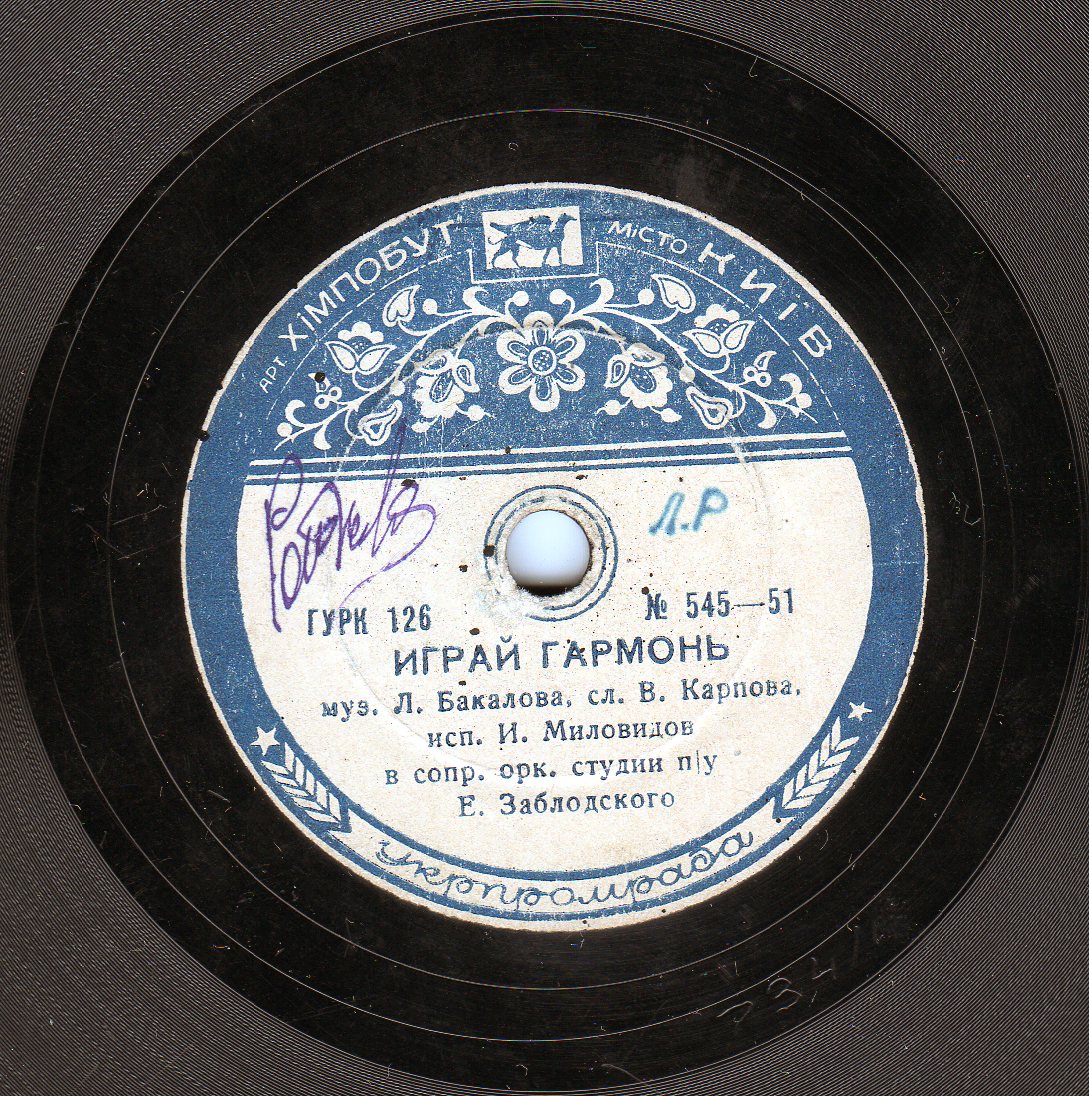 АРТ. ХІМПОБУТ МІСТО КИЇВ
Л.Р
ГУРК 126 № 545—51
ИГРАЙ ГАРМОНЬ
муз. Л. Бакалова, сл. В. Карпова,
исп. И. Миловидов
в сопр. орк. студии п/у
Е. Заблодского
укрпромрада